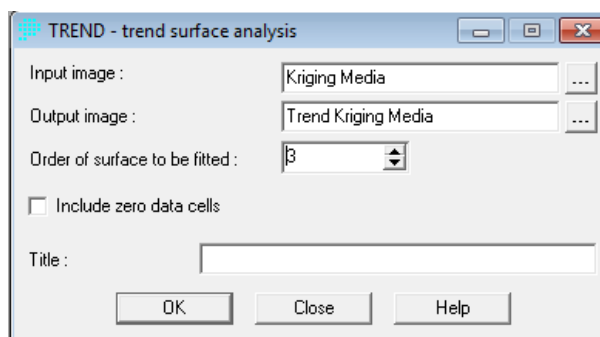 TREND - trend surface analysis
Input image : Kriging Media ...
Output image : Trend Kriging Media ...
Order of surface to be fitted : 3
Include zero data cells
Title :
OK Close Help